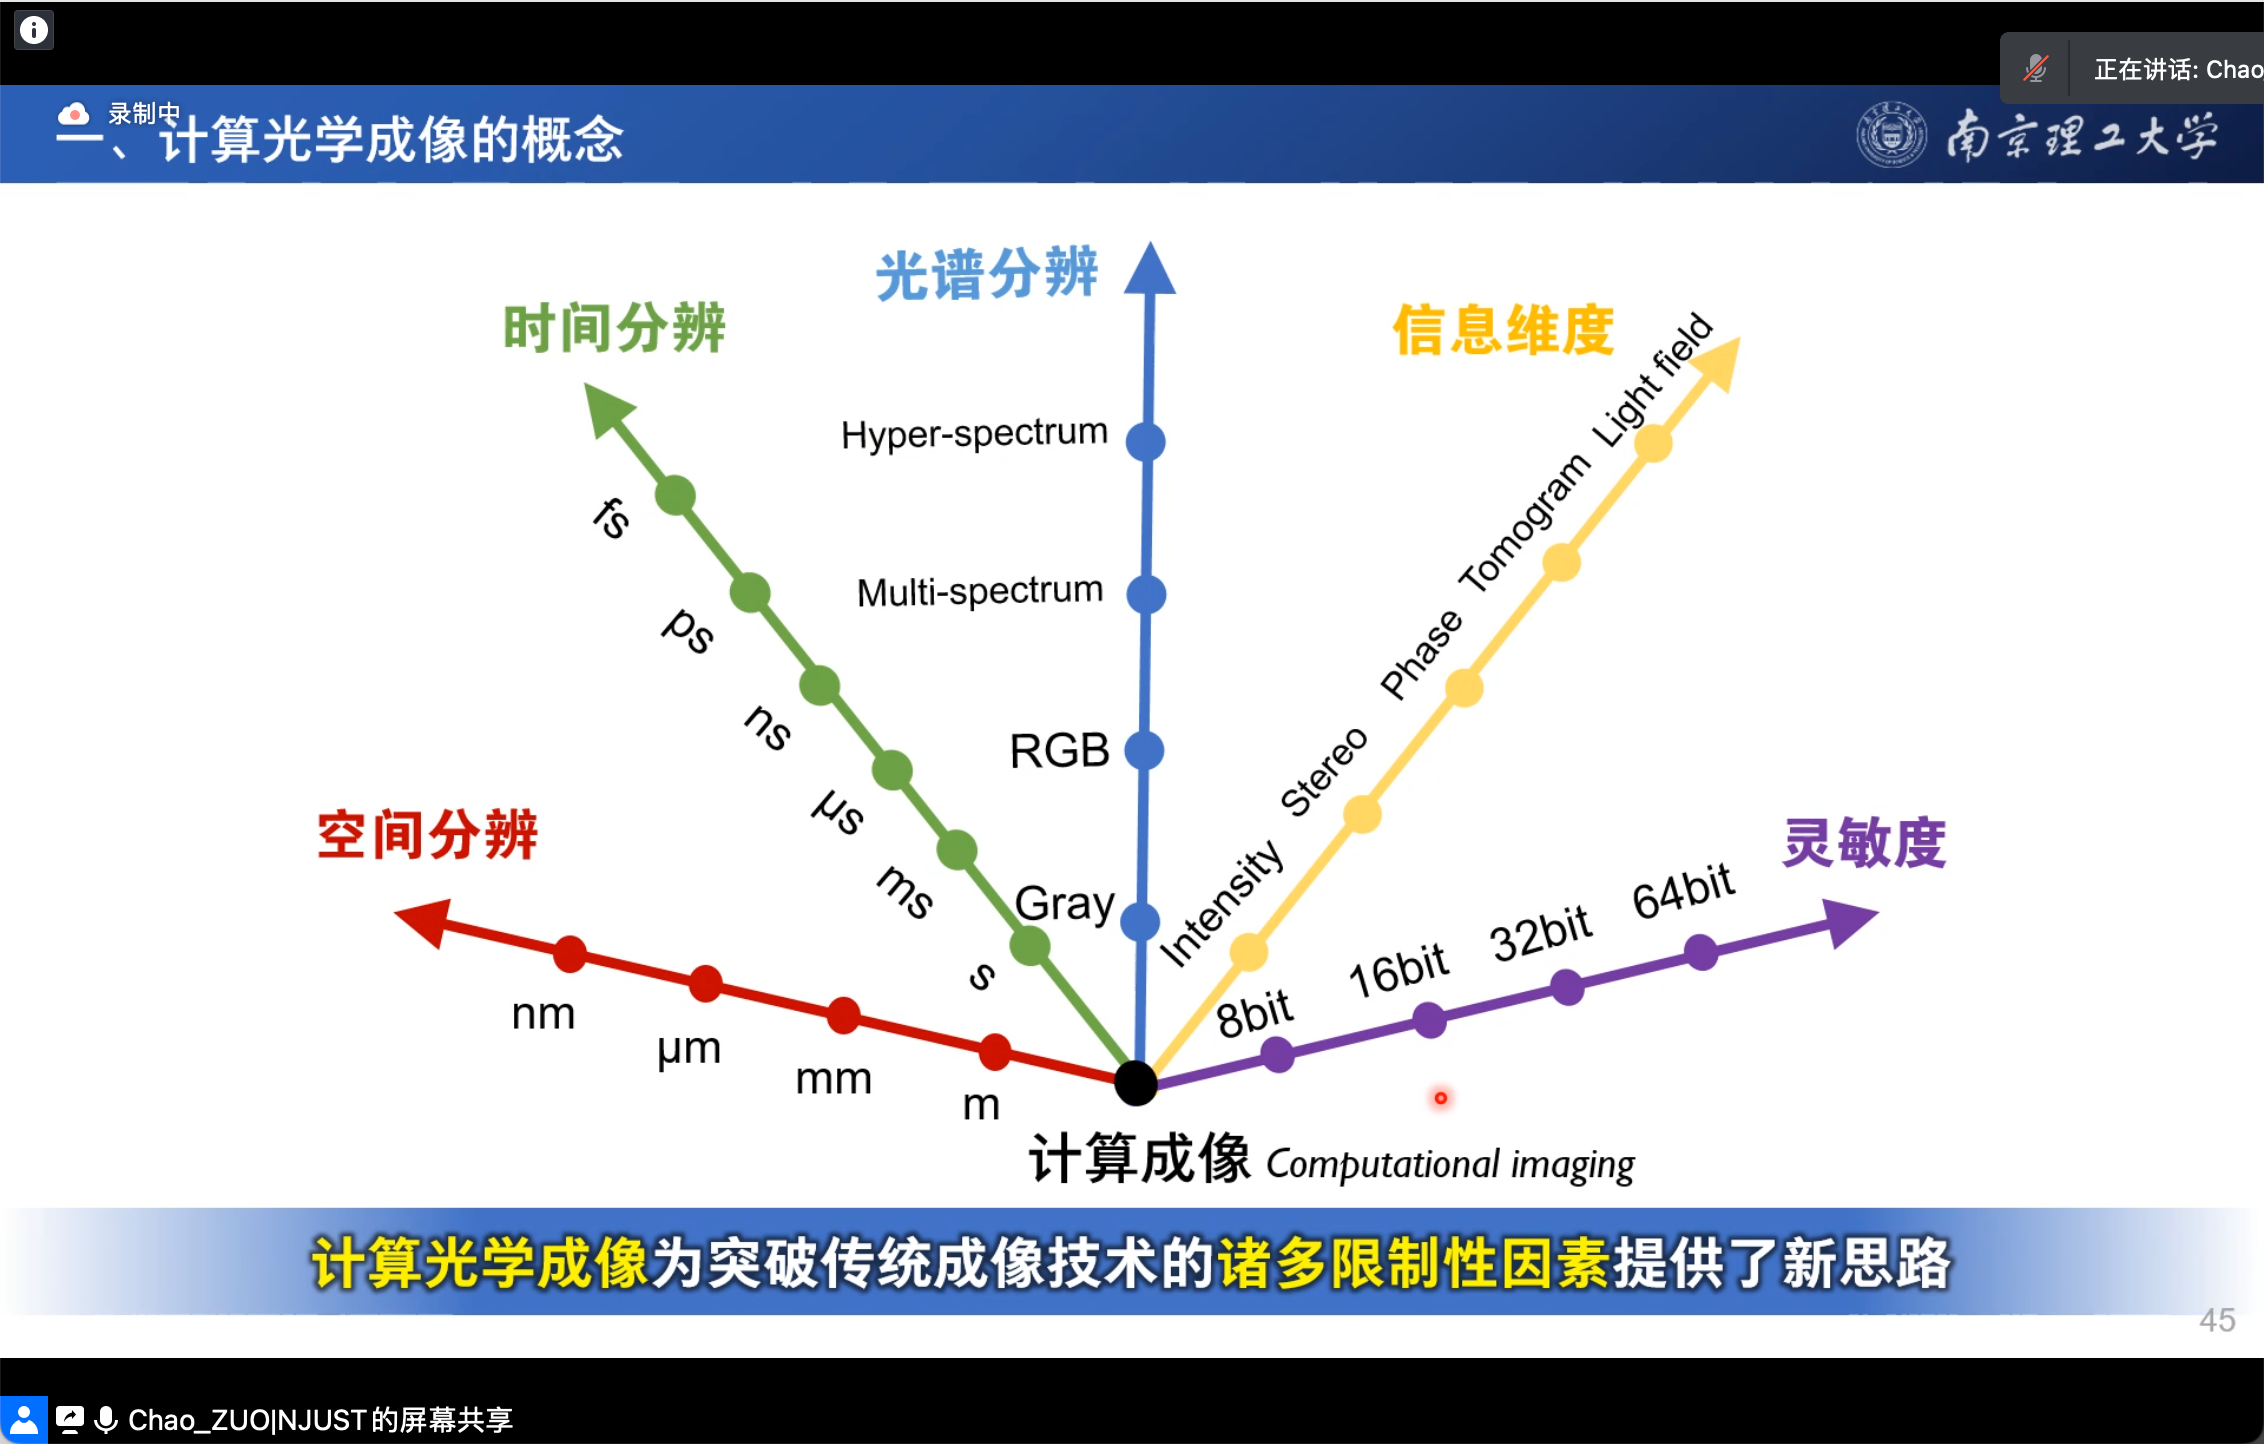 正在讲话: Chao
录制中
一、计算光学成像的概念
南京理工大学
光谱分辨
时间分辨
信息维度
Hyper-spectrum
Multi-spectrum
RGB
Gray
fs
ps
ns
μs
ms
s
Light field
Tomogram
Phase
Stereo
Intensity
空间分辨
nm
μm
mm
m
灵敏度
8bit
16bit
32bit
64bit
计算成像 Computational imaging
计算光学成像为突破传统成像技术的诸多限制性因素提供了新思路
45
Chao_ZUO|NJUST的屏幕共享